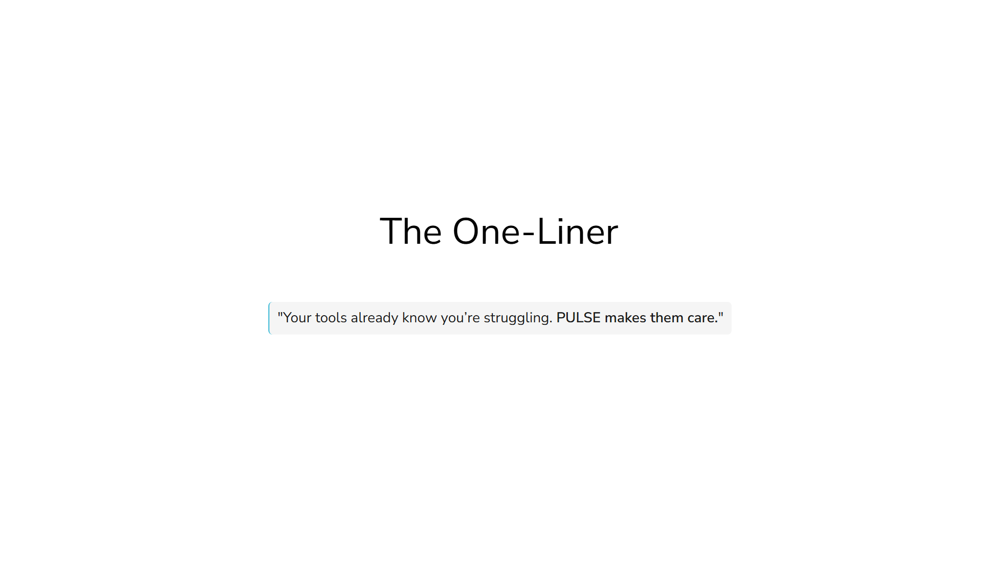 The One-Liner
"Your tools already know you’re struggling. PULSE makes them care."